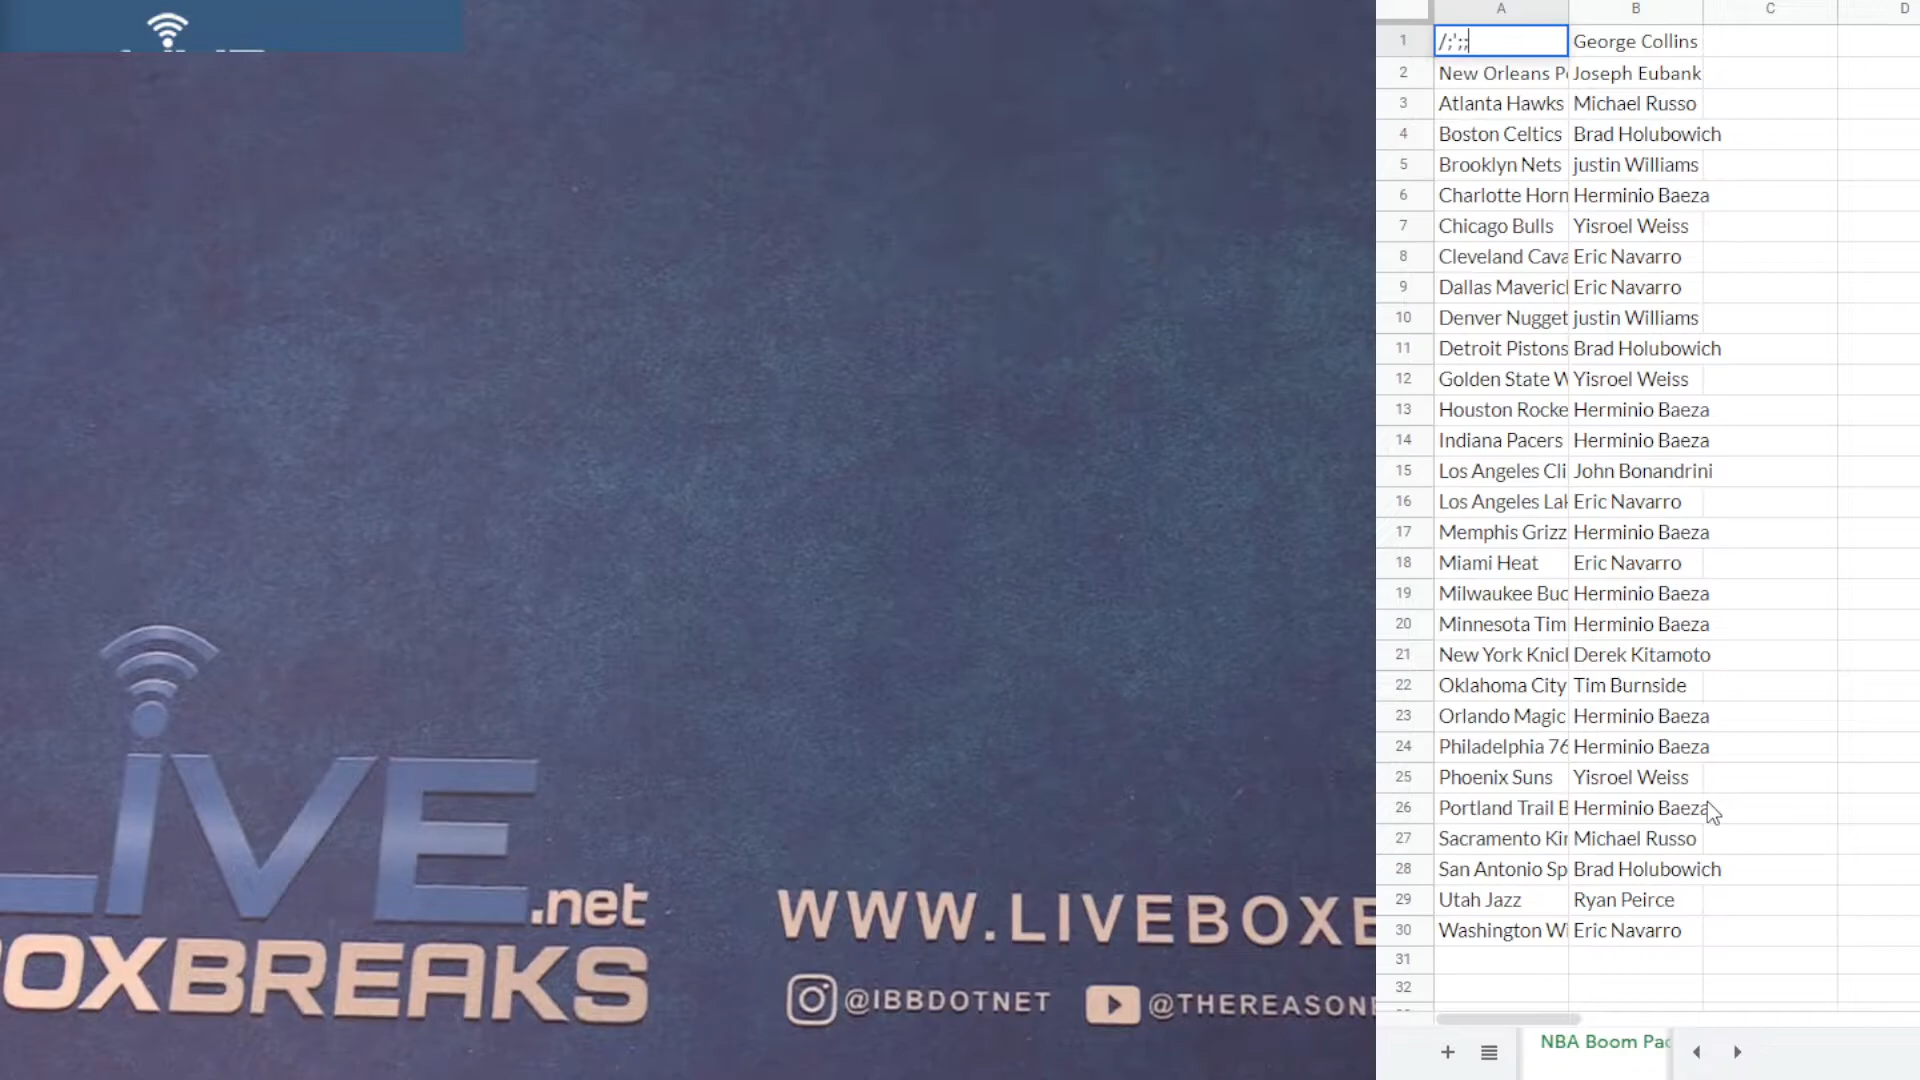 A B C D
1 /;';; George Collins
2 New Orleans Pe Joseph Eubank
3 Atlanta Hawks Michael Russo
4 Boston Celtics Brad Holubowich
5 Brooklyn Nets justin Williams
6 Charlotte Horn Herminio Baeza
7 Chicago Bulls Yisroel Weiss
8 Cleveland Cava Eric Navarro
9 Dallas Maveric Eric Navarro
10 Denver Nugget justin Williams
11 Detroit Pistons Brad Holubowich
12 Golden State W Yisroel Weiss
13 Houston Rocke Herminio Baeza
14 Indiana Pacers Herminio Baeza
15 Los Angeles Cli John Bonandrini
16 Los Angeles Lak Eric Navarro
17 Memphis Grizz Herminio Baeza
18 Miami Heat Eric Navarro
19 Milwaukee Buc Herminio Baeza
20 Minnesota Tim Herminio Baeza
21 New York Knic Derek Kitamoto
22 Oklahoma City Tim Burnside
23 Orlando Magic Herminio Baeza
24 Philadelphia 76 Herminio Baeza
25 Phoenix Suns Yisroel Weiss
26 Portland Trail B Herminio Baeza
27 Sacramento Kin Michael Russo
28 San Antonio Sp Brad Holubowich
29 Utah Jazz Ryan Peirce
30 Washington Wi Eric Navarro
31
32
NBA Boom Pac
LiVE.net
OXBREAKS
WWW.LIVEBOXB
@IBBDOTNET @THEREASON